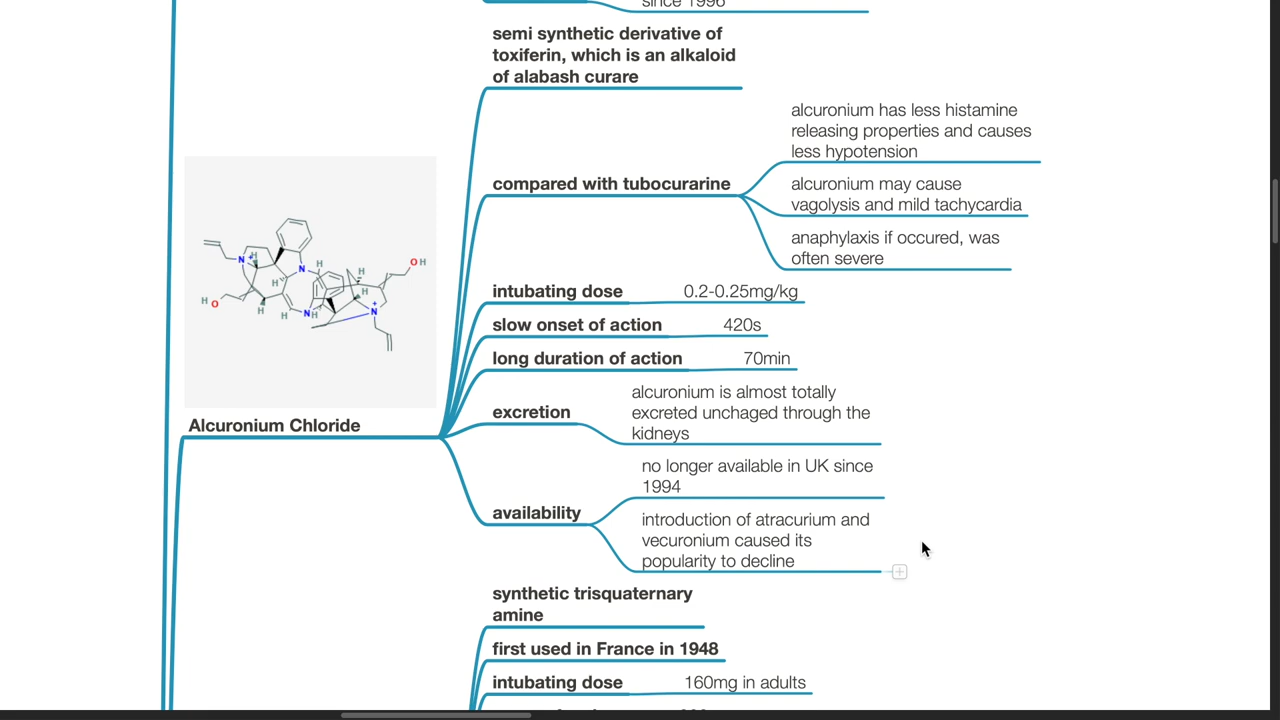 since 1996
semi synthetic derivative of
toxiferin, which is an alkaloid
of alabash curare
alcuronium has less histamine
releasing properties and causes
less hypotension
compared with tubocurarine
alcuronium may cause
vagolysis and mild tachycardia
anaphylaxis if occured, was
often severe
intubating dose
0.2-0.25mg/kg
slow onset of action
420s
long duration of action
70min
excretion
alcuronium is almost totally
excreted unchaged through the
kidneys
Alcuronium Chloride
no longer available in UK since
1994
availability
introduction of atracurium and
vecuronium caused its
popularity to decline
synthetic trisquaternary
amine
first used in France in 1948
intubating dose
160mg in adults
N
+
H
N
H
H
O
H
H
H
N
H
H
H
N
+
O H